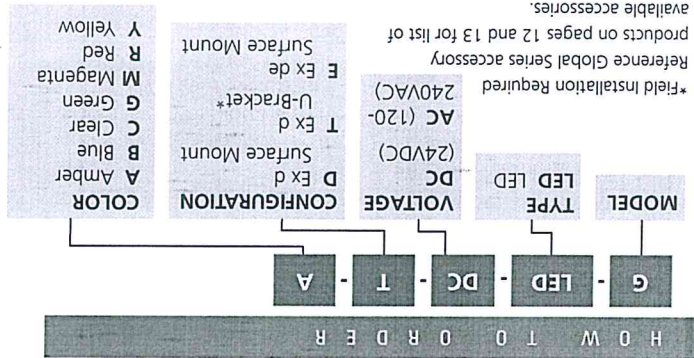 HOW TO ORDER
G - LED - DC - T - A
MODEL
TYPE
LED LED
VOLTAGE
DC
(24VDC)
AC (120-
240VAC)
CONFIGURATION
D Ex d
Surface Mount
T Ex d
U-Bracket*
E Ex de
Surface Mount
COLOR
A Amber
B Blue
C Clear
G Green
M Magenta
R Red
Y Yellow
*Field Installation Required
Reference Global Series accessory
products on pages 12 and 13 for list of
available accessories.